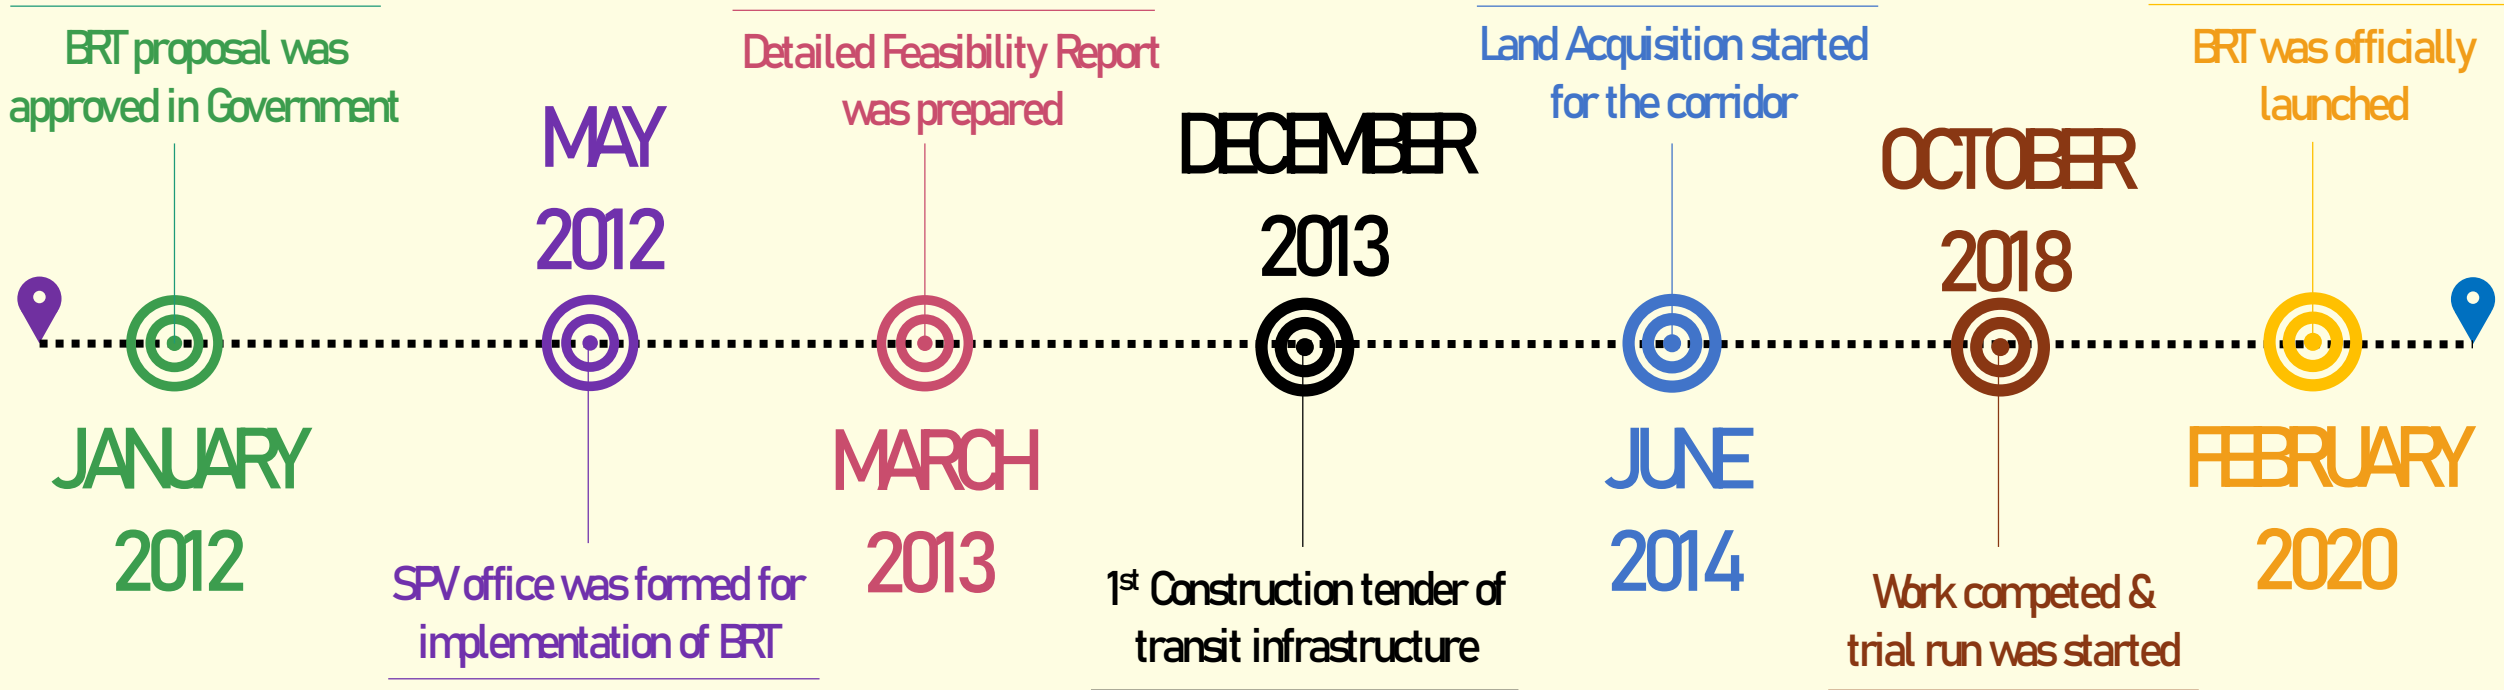 BRT proposal was
approved in Government
JANUARY
2012
MAY
2012
SPV office was formed for
implementation of BRT
Detailed Feasibility Report
was prepared
MARCH
2013
DECEMBER
2013
1st Construction tender of
transit infrastructure
Land Acquisition started
for the corridor
JUNE
2014
OCTOBER
2018
Work competed &
trial run was started
BRT was officially
launched
FEBRUARY
2020